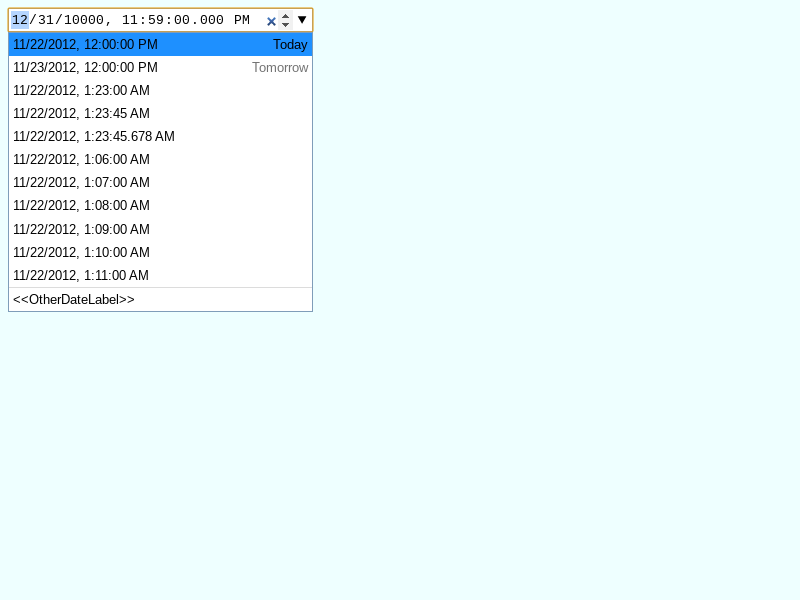 12/31/10000, 11:59:00.000 PM
11/22/2012, 12:00:00 PM Today
11/23/2012, 12:00:00 PM Tomorrow
11/22/2012, 1:23:00 AM
11/22/2012, 1:23:45 AM
11/22/2012, 1:23:45.678 AM
11/22/2012, 1:06:00 AM
11/22/2012, 1:07:00 AM
11/22/2012, 1:08:00 AM
11/22/2012, 1:09:00 AM
11/22/2012, 1:10:00 AM
11/22/2012, 1:11:00 AM
<<OtherDateLabel>>